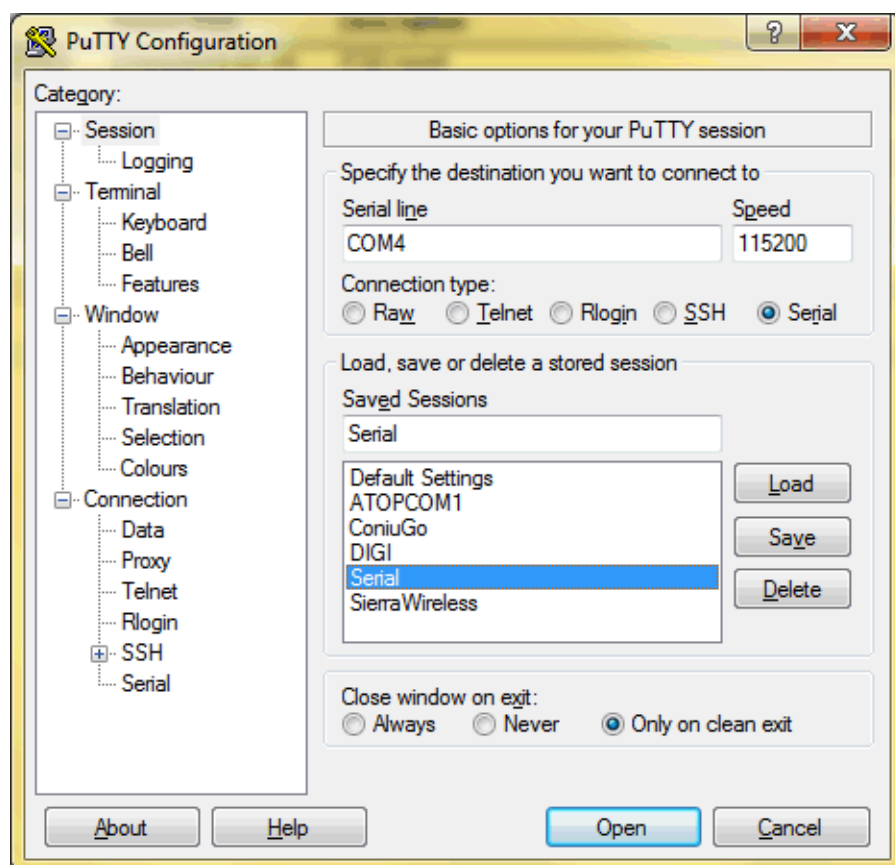 PuTTY Configuration
Category:
Session
Logging
Terminal
Keyboard
Bell
Features
Window
Appearance
Behaviour
Translation
Selection
Colours
Connection
Data
Proxy
Telnet
Rlogin
SSH
Serial
Basic options for your PuTTY session
Specify the destination you want to connect to
Serial line Speed
COM4 115200
Connection type:
Raw Telnet Rlogin SSH Serial
Load, save or delete a stored session
Saved Sessions
Serial
Default Settings
ATOPCOM1
ConiuGo
DIGI
Serial
SierraWireless
Load
Save
Delete
Close window on exit:
Always Never Only on clean exit
About Help Open Cancel